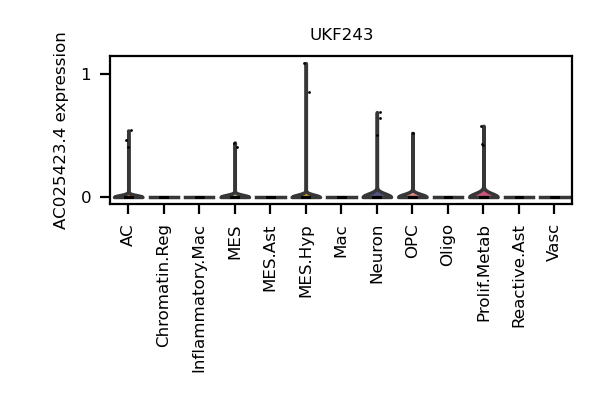 UKF243
AC025423.4 expression
1
0
AC
Chromatin.Reg
Inflammatory.Mac
MES
MES.Ast
MES.Hyp
Mac
Neuron
OPC
Oligo
Prolif.Metab
Reactive.Ast
Vasc